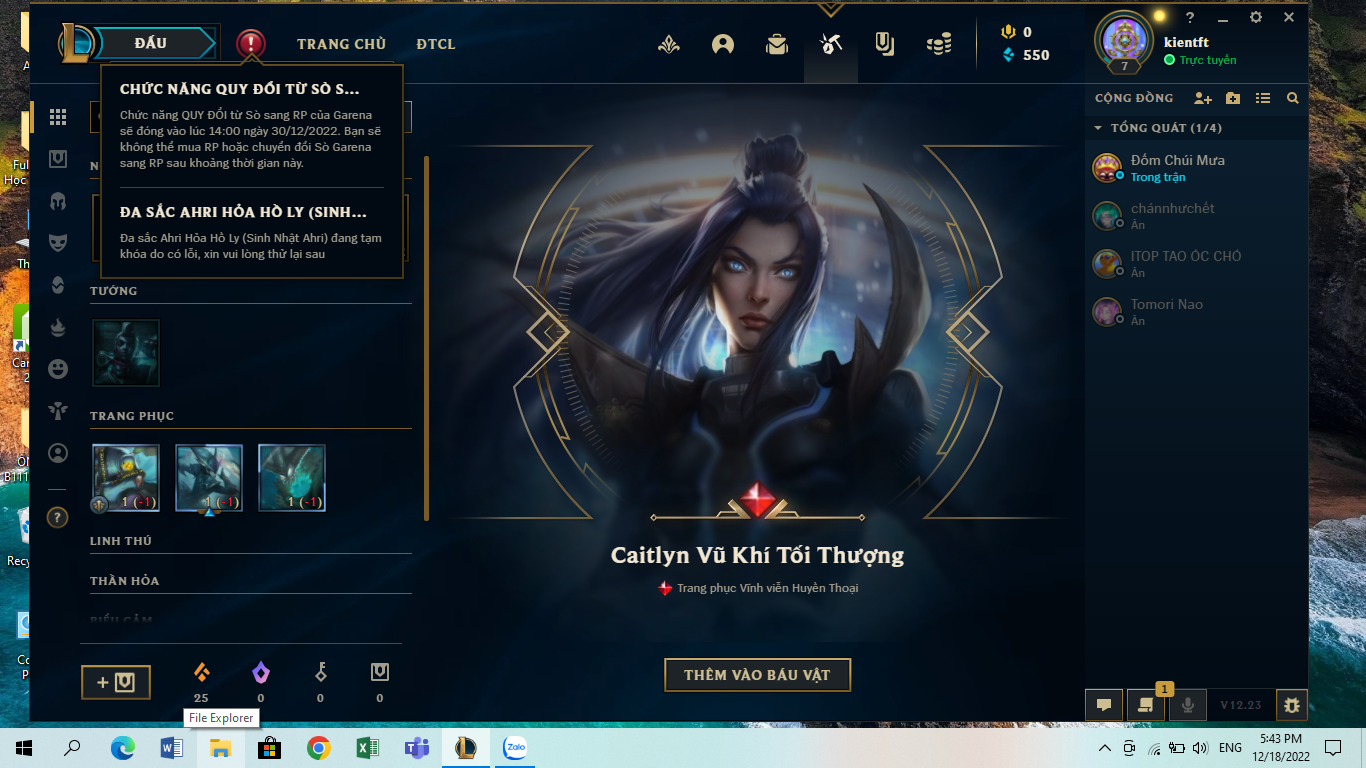 ĐẤU
TRANG CHỦ
ĐTCL
0
550
7
?
kientft
Trực tuyến
CHỨC NĂNG QUY ĐỔI TỪ SÒ S...
Chức năng QUY ĐỔI từ Sò sang RP của Garena
sẽ đóng vào lúc 14:00 ngày 30/12/2022. Bạn sẽ
không thể mua RP hoặc chuyển đổi Sò Garena
sang RP sau khoảng thời gian này.
ĐA SẮC AHRI HỎA HỒ LY (SINH...
Đa sắc Ahri Hỏa Hồ Ly (Sinh Nhật Ahri) đang tạm
khóa do có lỗi, xin vui lòng thử lại sau
TƯỚNG
TRANG PHỤC
1 (-1)
1 (-1)
1 (-1)
LINH THÚ
THẦN HỎA
BIỂU CẢM
?
25
0
0
0
File Explorer
Caitlyn Vũ Khí Tối Thượng
Trang phục Vĩnh viễn Huyền Thoại
THÊM VÀO BÁU VẬT
CỘNG ĐỒNG
TỔNG QUÁT (1/4)
Đốm Chúi Mưa
Trong trận
chánnhưchết
Ẩn
ITOP TAO ÓC CHÓ
Ẩn
Tomori Nao
Ẩn
1
V12.23
Zalo
ENG
5:43 PM
12/18/2022